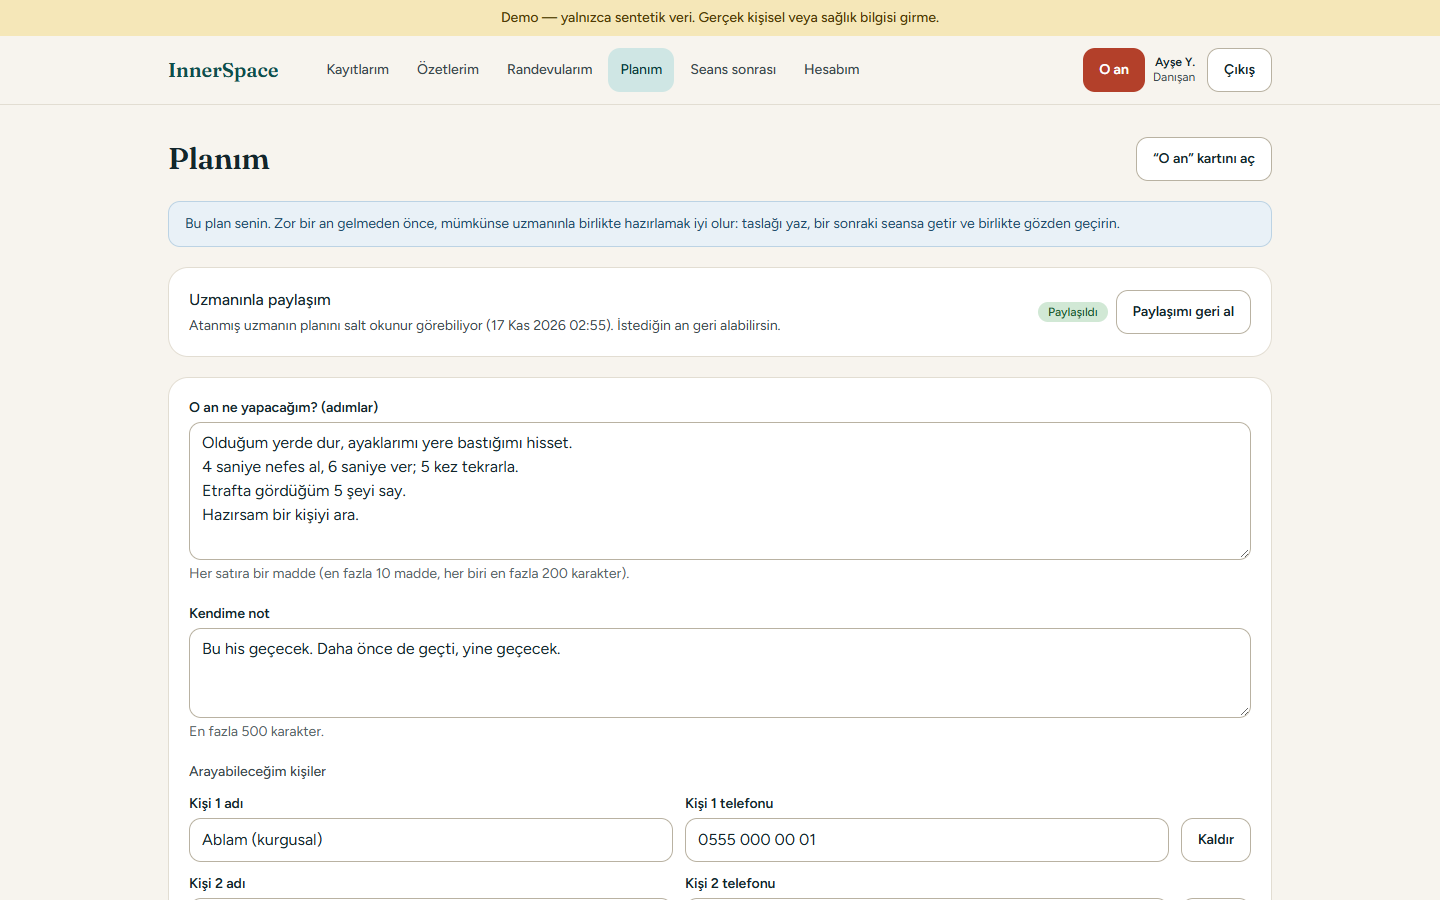 Demo — yalnızca sentetik veri. Gerçek kişisel veya sağlık bilgisi girme.
InnerSpace
Kayıtlarım
Özetlerim
Randevularım
Planım
Seans sonrası
Hesabım
O an
Ayşe Y.
Danışan
Çıkış
Planım
“O an” kartını aç
Bu plan senin. Zor bir an gelmeden önce, mümkünse uzmanınla birlikte hazırlamak iyi olur: taslağı yaz, bir sonraki seansa getir ve birlikte gözden geçirin.
Uzmanınla paylaşım
Atanmış uzmanın planını salt okunur görebiliyor (17 Kas 2026 02:55). İstediğin an geri alabilirsin.
Paylaşıldı
Paylaşımı geri al
O an ne yapacağım? (adımlar)
Olduğum yerde dur, ayaklarımı yere bastığımı hisset.
4 saniye nefes al, 6 saniye ver; 5 kez tekrarla.
Etrafta gördüğüm 5 şeyi say.
Hazırsam bir kişiyi ara.
Her satıra bir madde (en fazla 10 madde, her biri en fazla 200 karakter).
Kendime not
Bu his geçecek. Daha önce de geçti, yine geçecek.
En fazla 500 karakter.
Arayabileceğim kişiler
Kişi 1 adı
Kişi 1 telefonu
Ablam (kurgusal)
0555 000 00 01
Kaldır
Kişi 2 adı
Kişi 2 telefonu